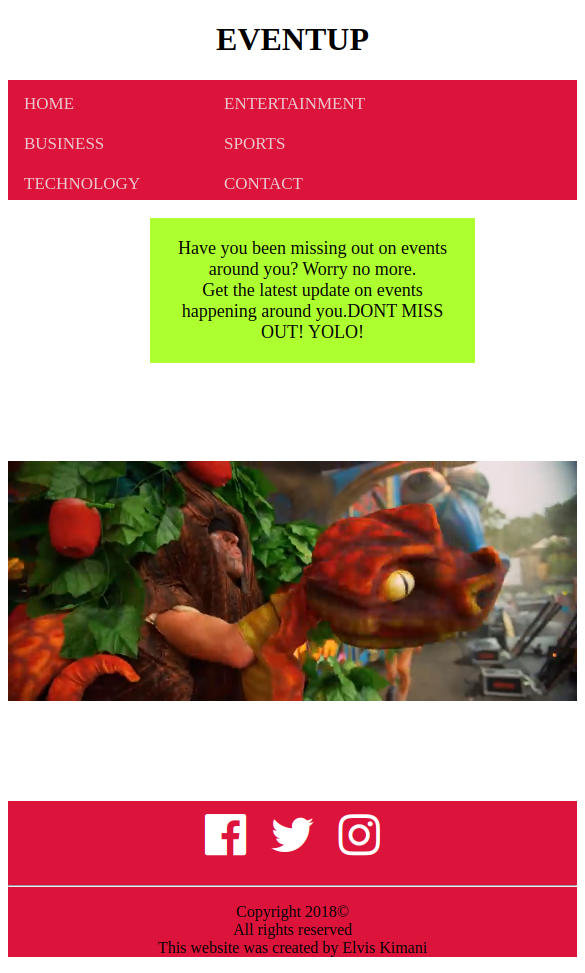 EVENTUP
HOME ENTERTAINMENT
BUSINESS SPORTS
TECHNOLOGY CONTACT
Have you been missing out on events
around you? Worry no more.
Get the latest update on events
happening around you.DONT MISS
OUT! YOLO!
Copyright 2018©
All rights reserved
This website was created by Elvis Kimani